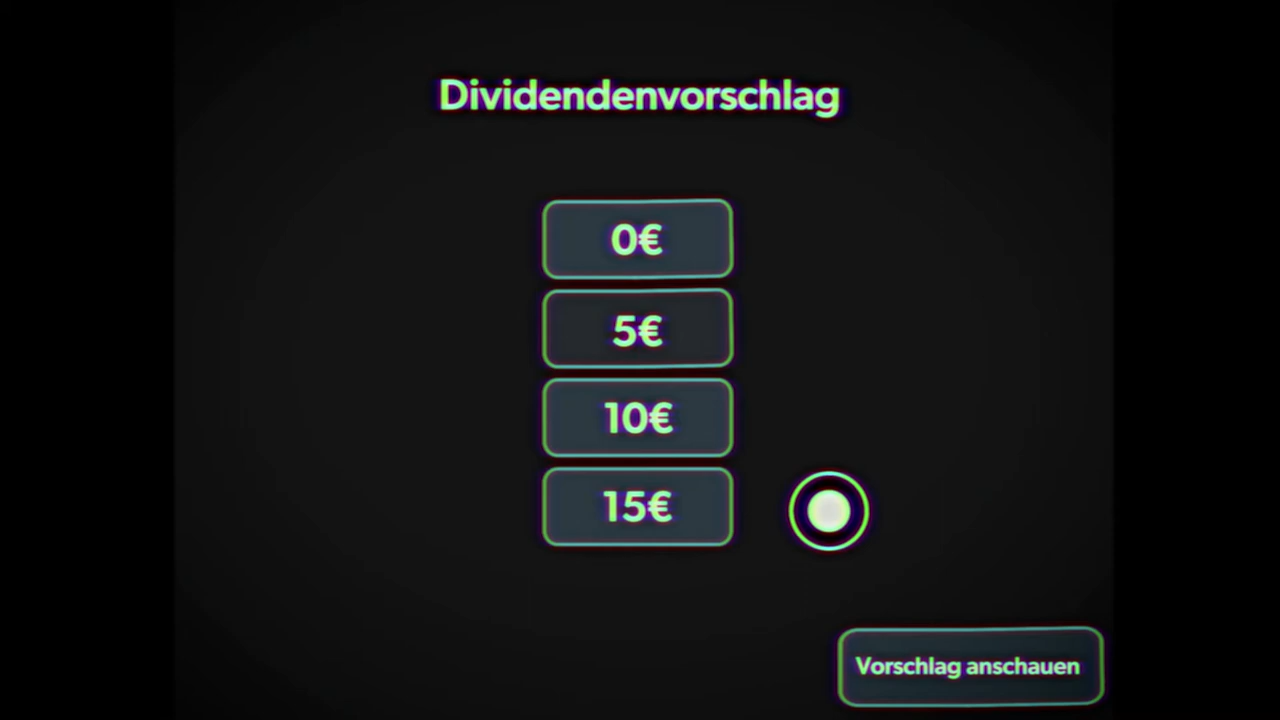 Dividendenvorschlag
0€
5€
10€
15€
Vorschlag anschauen